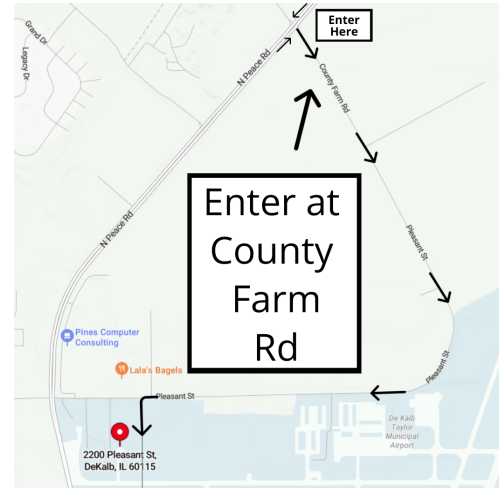 Enter
Here
Grand Dr
Legacy Dr
N Peace Rd
County Farm Rd
Enter at
County
Farm
Rd
N Peace Rd
Pleasant St
Pines Computer
Consulting
Lala's Bagels
Pleasant St
Pleasant St
De Kalb
Taylor
Municipal
Airport
2200 Pleasant St,
DeKalb, IL 60115